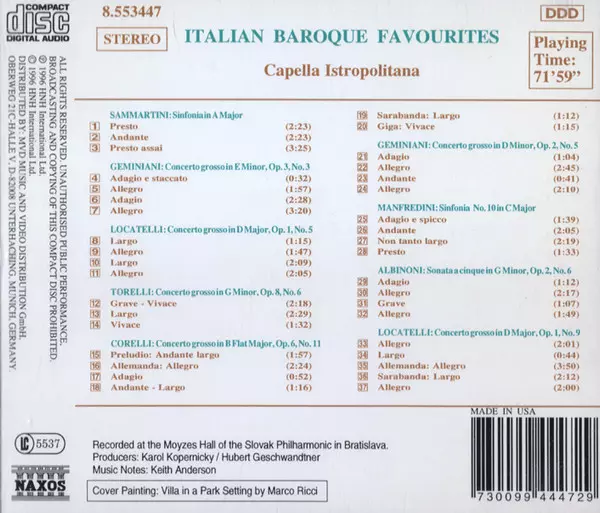 COMPACT
disc
DIGITAL AUDIO
8.553447
STEREO
ITALIAN BAROQUE FAVOURITES
Capella Istropolitana
DDD
Playing
Time:
71'59"
ALL RIGHTS RESERVED. UNAUTHORISED PUBLIC PERFORMANCE,
BROADCASTING AND COPYING OF THIS COMPACT DISC PROHIBITED.
℗ 1996 HNH International Ltd.
© 1996 HNH International Ltd.
DISTRIBUTED BY: MVD MUSIC AND VIDEO DISTRIBUTION GmbH,
OBERWEG 21C-HALLE V, D-82008 UNTERHACHING, MUNICH, GERMANY
SAMMARTINI: Sinfonia in A Major
1 Presto (2:23)
2 Andante (2:23)
3 Presto assai (3:25)
GEMINIANI: Concerto grosso in E Minor, Op. 3, No. 3
4 Adagio e staccato (0:32)
5 Allegro (1:57)
6 Adagio (2:28)
7 Allegro (3:20)
LOCATELLI: Concerto grosso in D Major, Op. 1, No. 5
8 Largo (1:15)
9 Allegro (1:47)
10 Largo (2:09)
11 Allegro (2:05)
TORELLI: Concerto grosso in G Minor, Op. 8, No. 6
12 Grave - Vivace (2:18)
13 Largo (2:29)
14 Vivace (1:32)
CORELLI: Concerto grosso in B Flat Major, Op. 6, No. 11
15 Preludio: Andante largo (1:57)
16 Allemanda: Allegro (2:24)
17 Adagio (0:52)
18 Andante - Largo (1:16)
19 Sarabanda: Largo (1:12)
20 Giga: Vivace (1:15)
GEMINIANI: Concerto grosso in D Minor, Op. 2, No. 5
21 Adagio (1:04)
22 Allegro (2:45)
23 Andante (0:41)
24 Allegro (2:10)
MANFREDINI: Sinfonia No. 10 in C Major
25 Adagio e spicco (1:39)
26 Andante (2:05)
27 Non tanto largo (2:19)
28 Presto (1:33)
ALBINONI: Sonata a cinque in G Minor, Op. 2, No. 6
29 Adagio (1:12)
30 Allegro (2:17)
31 Grave (1:07)
32 Allegro (1:49)
LOCATELLI: Concerto grosso in D Major, Op. 1, No. 9
33 Allegro (2:01)
34 Largo (0:44)
35 Allemanda: Allegro (3:50)
36 Sarabanda: Largo (2:12)
37 Allegro (2:00)
LC 5537
NAXOS
Recorded at the Moyzes Hall of the Slovak Philharmonic in Bratislava.
Producers: Karol Kopernicky / Hubert Geschwandtner
Music Notes: Keith Anderson
Cover Painting: Villa in a Park Setting by Marco Ricci
MADE IN USA
7 30099 44472 9